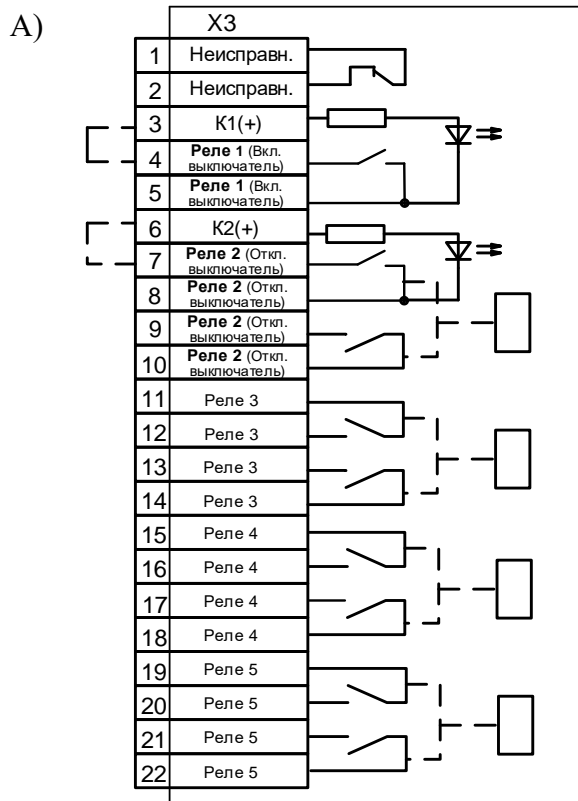 А)
X3
1 Неисправн.
2 Неисправн.
3 К1(+)
4 Реле 1 (Вкл.
выключатель)
5 Реле 1 (Вкл.
выключатель)
6 К2(+)
7 Реле 2 (Откл.
выключатель)
8 Реле 2 (Откл.
выключатель)
9 Реле 2 (Откл.
выключатель)
10 Реле 2 (Откл.
выключатель)
11 Реле 3
12 Реле 3
13 Реле 3
14 Реле 3
15 Реле 4
16 Реле 4
17 Реле 4
18 Реле 4
19 Реле 5
20 Реле 5
21 Реле 5
22 Реле 5